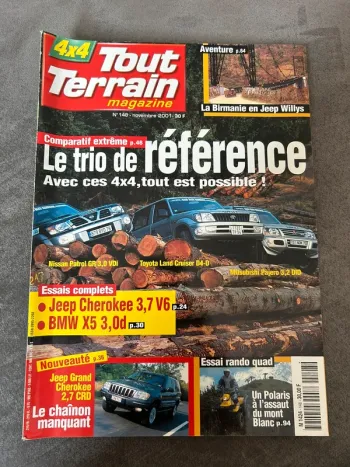 4x4
Tout
Terrain
magazine
N° 140 - novembre 2001 - 30 F
Aventure p.54
La Birmanie en Jeep Willys
Comparatif extrême p.46
Le trio de référence
Avec ces 4x4, tout est possible !
Nissan Patrol GR 3,0 VDI
Toyota Land Cruiser D4-D
Mitsubishi Pajero 3,2 DID
Essais complets
• Jeep Cherokee 3,7 V6 p.24
• BMW X5 3,0d p.30
Nouveauté p.36
Jeep Grand
Cherokee
2,7 CRD
Le chaînon
manquant
Essai rando quad
Un Polaris
à l'assaut
du mont
Blanc p.94